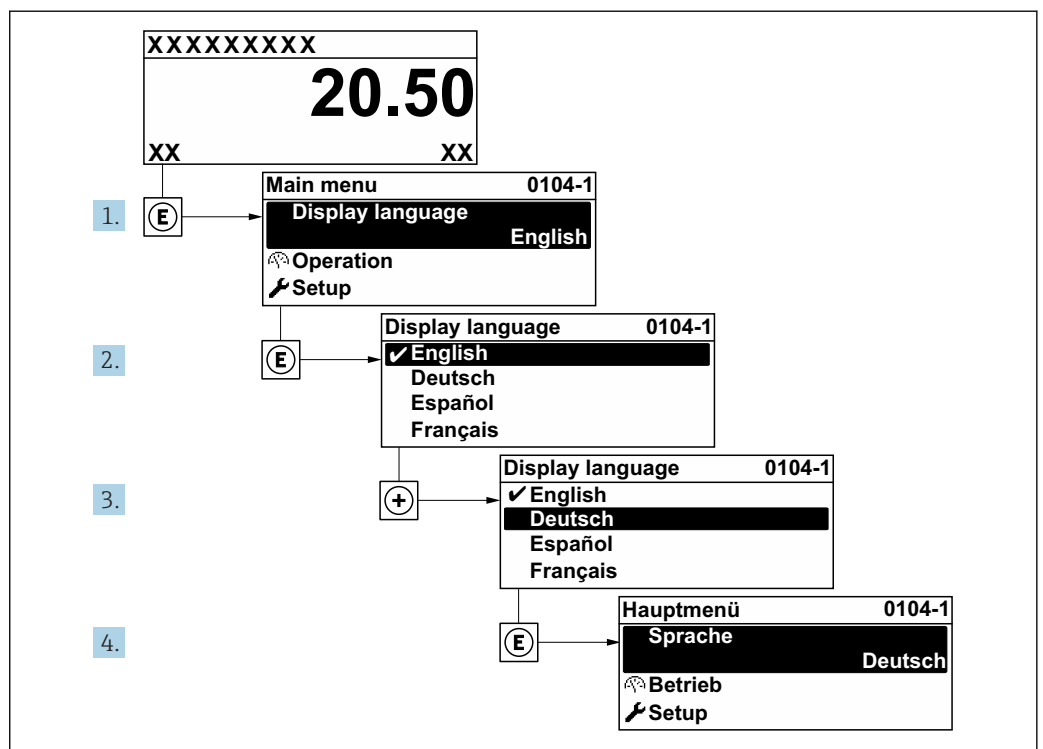 XXXXXXXXX
20.50
XX XX
1. E
Main menu 0104-1
Display language
English
Operation
Setup
2. E
Display language 0104-1
✔ English
Deutsch
Español
Français
3. +
Display language 0104-1
✔ English
Deutsch
Español
Français
4. E
Hauptmenü 0104-1
Sprache
Deutsch
Betrieb
Setup